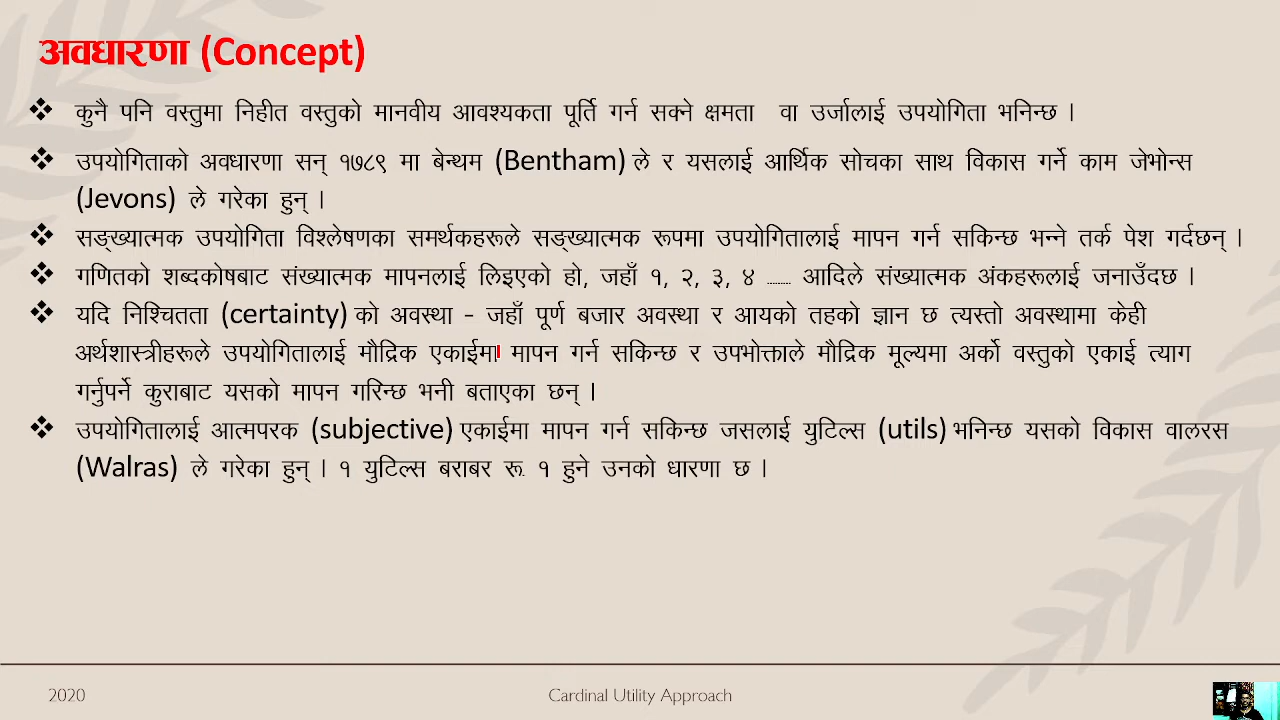 अवधारणा (Concept)
❖ कुनै पनि वस्तुमा निहीत वस्तुको मानवीय आवश्यकता पूर्ति गर्न सक्ने क्षमता वा उर्जालाई उपयोगिता भनिन्छ ।
❖ उपयोगिताको अवधारणा सन् १७८९ मा बेन्थम (Bentham) ले र यसलाई आर्थिक सोचका साथ विकास गर्ने काम जेभोन्स
(Jevons) ले गरेका हुन् ।
❖ सङ्ख्यात्मक उपयोगिता विश्लेषणका समर्थकहरूले सङ्ख्यात्मक रूपमा उपयोगितालाई मापन गर्न सकिन्छ भन्ने तर्क पेश गर्दछन् ।
❖ गणितको शब्दकोषबाट संख्यात्मक मापनलाई लिइएको हो, जहाँ १, २, ३, ४ ........ आदिले संख्यात्मक अंकहरूलाई जनाउँदछ ।
❖ यदि निश्चितता (certainty) को अवस्था - जहाँ पूर्ण बजार अवस्था र आयको तहको ज्ञान छ त्यस्तो अवस्थामा केही
अर्थशास्त्रीहरूले उपयोगितालाई मौद्रिक एकाईमा मापन गर्न सकिन्छ र उपभोक्ताले मौद्रिक मूल्यमा अर्को वस्तुको एकाई त्याग
गर्नुपर्ने कुराबाट यसको मापन गरिन्छ भनी बताएका छन् ।
❖ उपयोगितालाई आत्मपरक (subjective) एकाईमा मापन गर्न सकिन्छ जसलाई युटिल्स (utils) भनिन्छ यसको विकास वालरस
(Walras) ले गरेका हुन् । १ युटिल्स बराबर रू. १ हुने उनको धारणा छ ।
2020
Cardinal Utility Approach